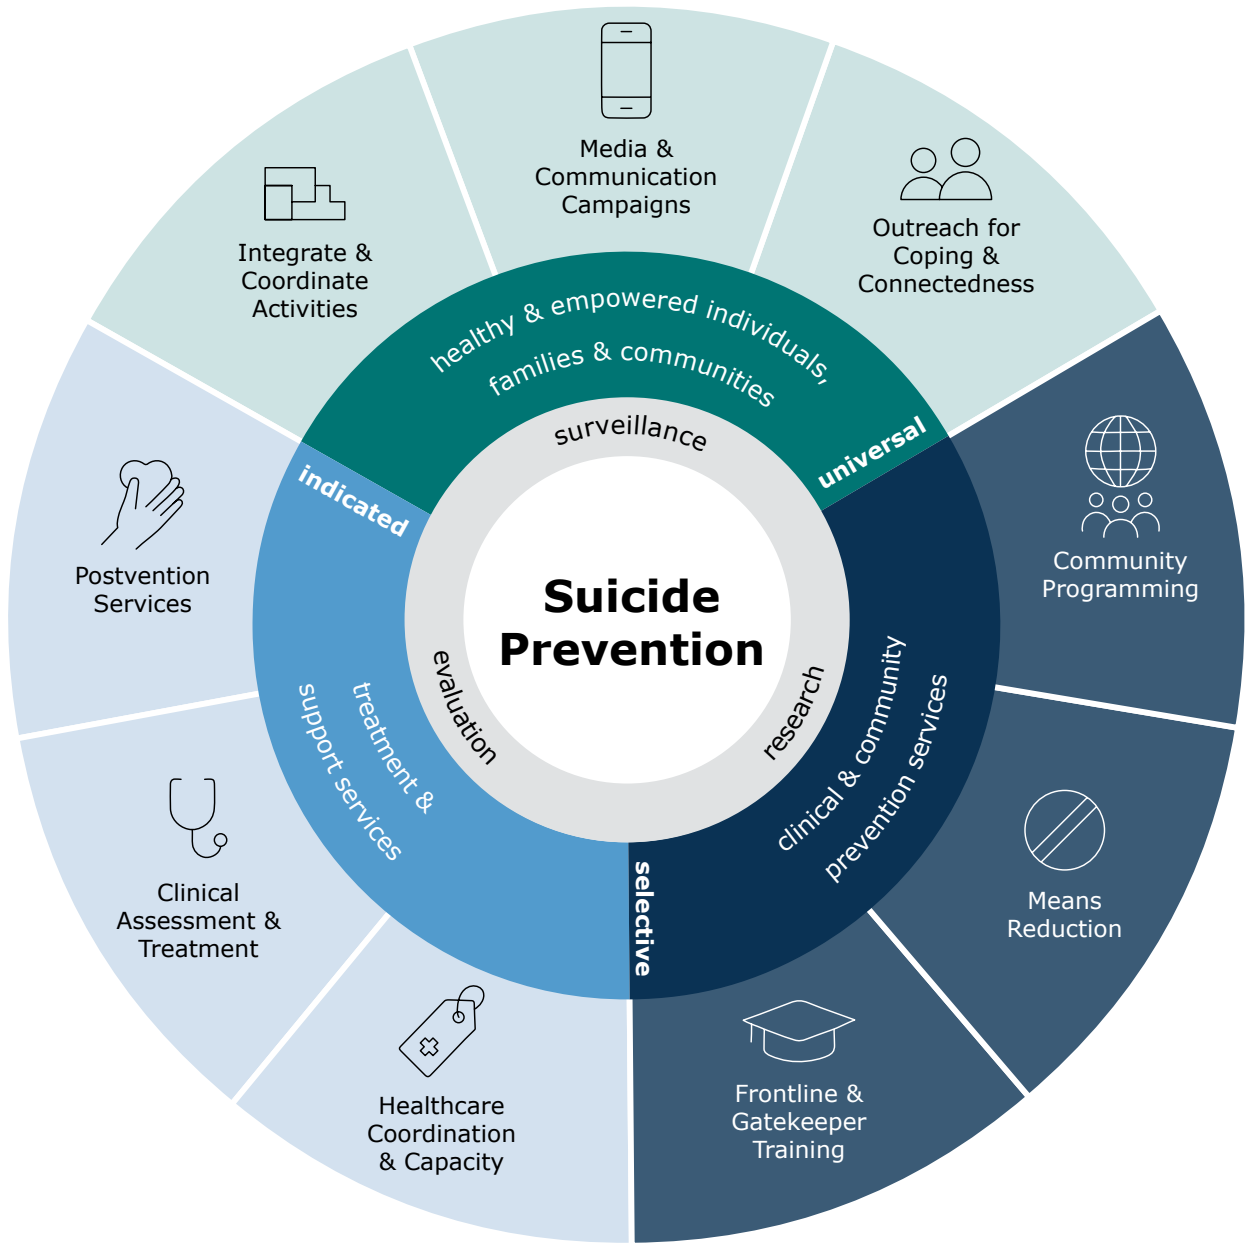 Media &
Communication
Campaigns
Outreach for
Coping &
Connectedness
Community
Programming
Means
Reduction
Frontline &
Gatekeeper
Training
Healthcare
Coordination
& Capacity
Clinical
Assessment &
Treatment
Postvention
Services
Integrate &
Coordinate
Activities
healthy & empowered individuals,
families & communities
universal
clinical & community
prevention services
selective
treatment &
support services
indicated
surveillance
research
evaluation
Suicide
Prevention